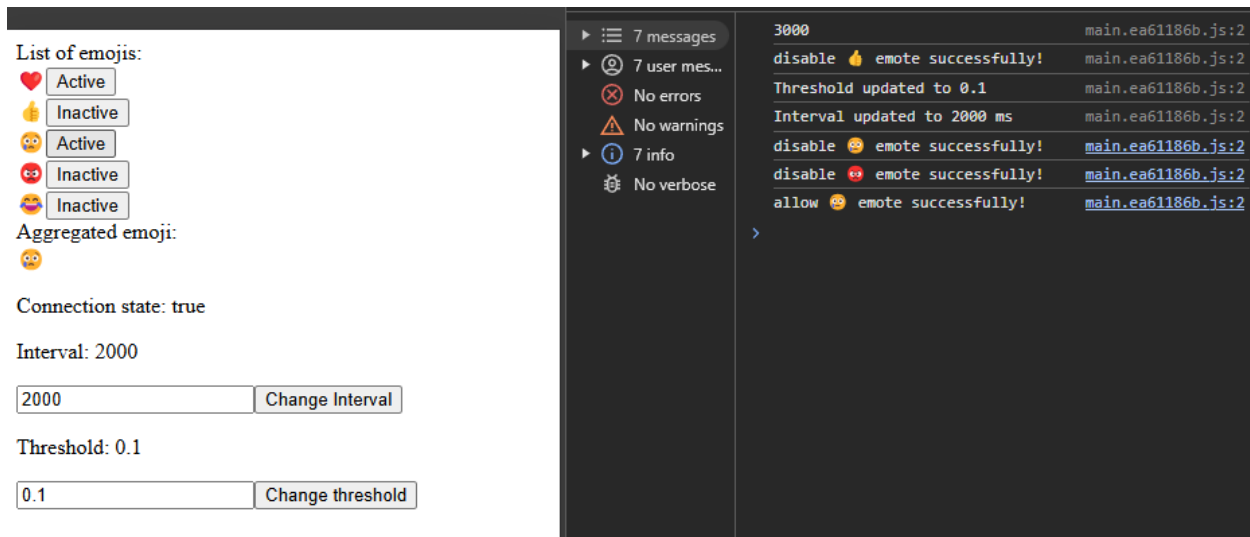 List of emojis:
❤️ Active
👍 Inactive
😢 Active
😡 Inactive
😂 Inactive
Aggregated emoji:
😢
Connection state: true
Interval: 2000
2000 Change Interval
Threshold: 0.1
0.1 Change threshold
7 messages
7 user mes...
No errors
No warnings
7 info
No verbose
3000 main.ea61186b.js:2
disable 👍 emote successfully! main.ea61186b.js:2
Threshold updated to 0.1 main.ea61186b.js:2
Interval updated to 2000 ms main.ea61186b.js:2
disable 😢 emote successfully! main.ea61186b.js:2
disable 😡 emote successfully! main.ea61186b.js:2
allow 😢 emote successfully! main.ea61186b.js:2